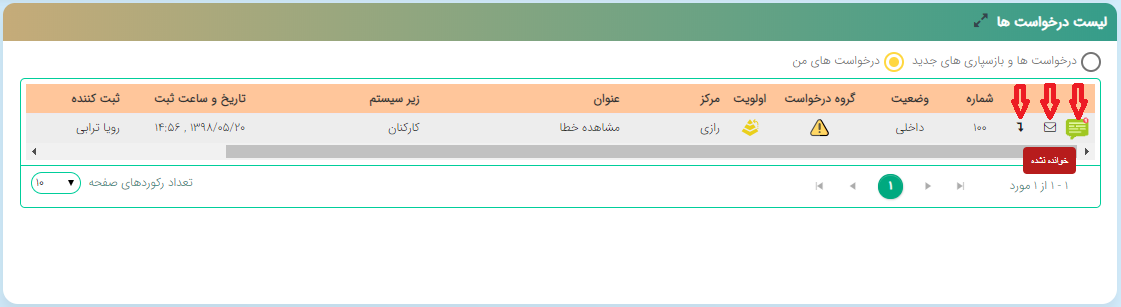 لیست درخواست ها
درخواست ها و بازسپاری های جدید درخواست های من
شماره وضعیت گروه درخواست اولویت مرکز عنوان زیر سیستم تاریخ و ساعت ثبت ثبت کننده
۱۰۰ داخلی رازی مشاهده خطا کارکنان ۱۳۹۸/۰۵/۲۰ , ۱۴:۵۶ رویا ترابی
خوانده نشده
۱ - ۱ از ۱ مورد ۱ تعداد رکوردهای صفحه ۱۰